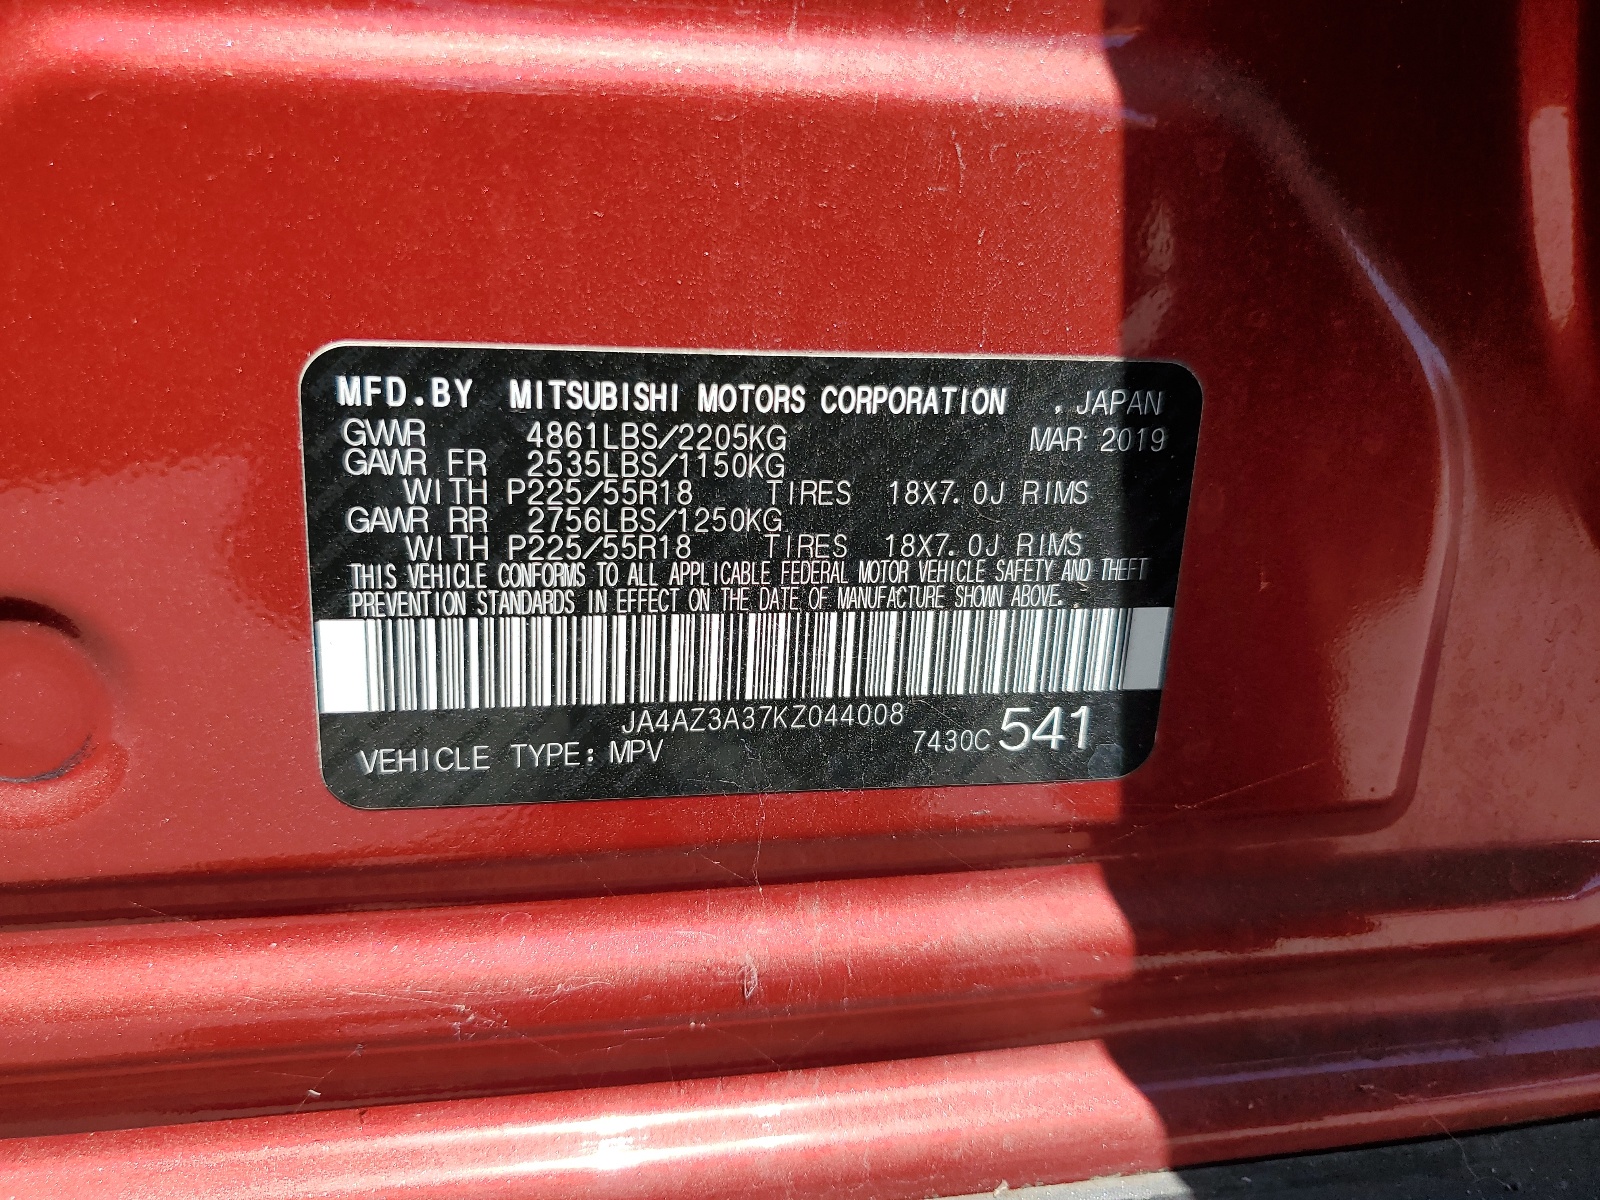 MFD.BY MITSUBISHI MOTORS CORPORATION , JAPAN
GVWR 4861LBS/2205KG MAR 2019
GAWR FR 2535LBS/1150KG
WITH P225/55R18 TIRES 18X7.0J RIMS
GAWR RR 2756LBS/1250KG
WITH P225/55R18 TIRES 18X7.0J RIMS
THIS VEHICLE CONFORMS TO ALL APPLICABLE FEDERAL MOTOR VEHICLE SAFETY AND THEFT
PREVENTION STANDARDS IN EFFECT ON THE DATE OF MANUFACTURE SHOWN ABOVE.
JA4AZ3A37KZ044008
VEHICLE TYPE: MPV 7430C 541